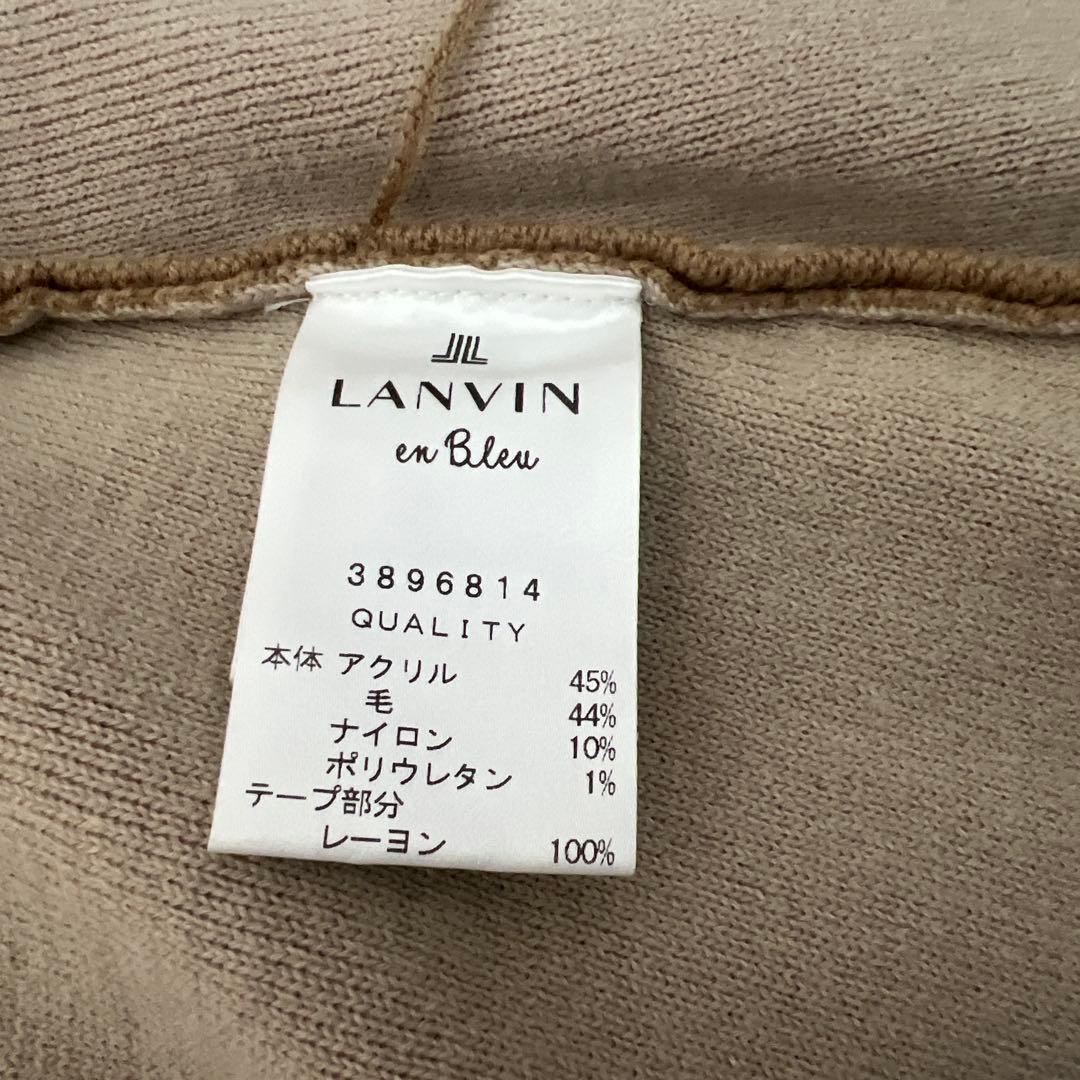 LANVIN
en Bleu
3896814
QUALITY
本体 アクリル 45%
毛 44%
ナイロン 10%
ポリウレタン 1%
テープ部分
レーヨン 100%